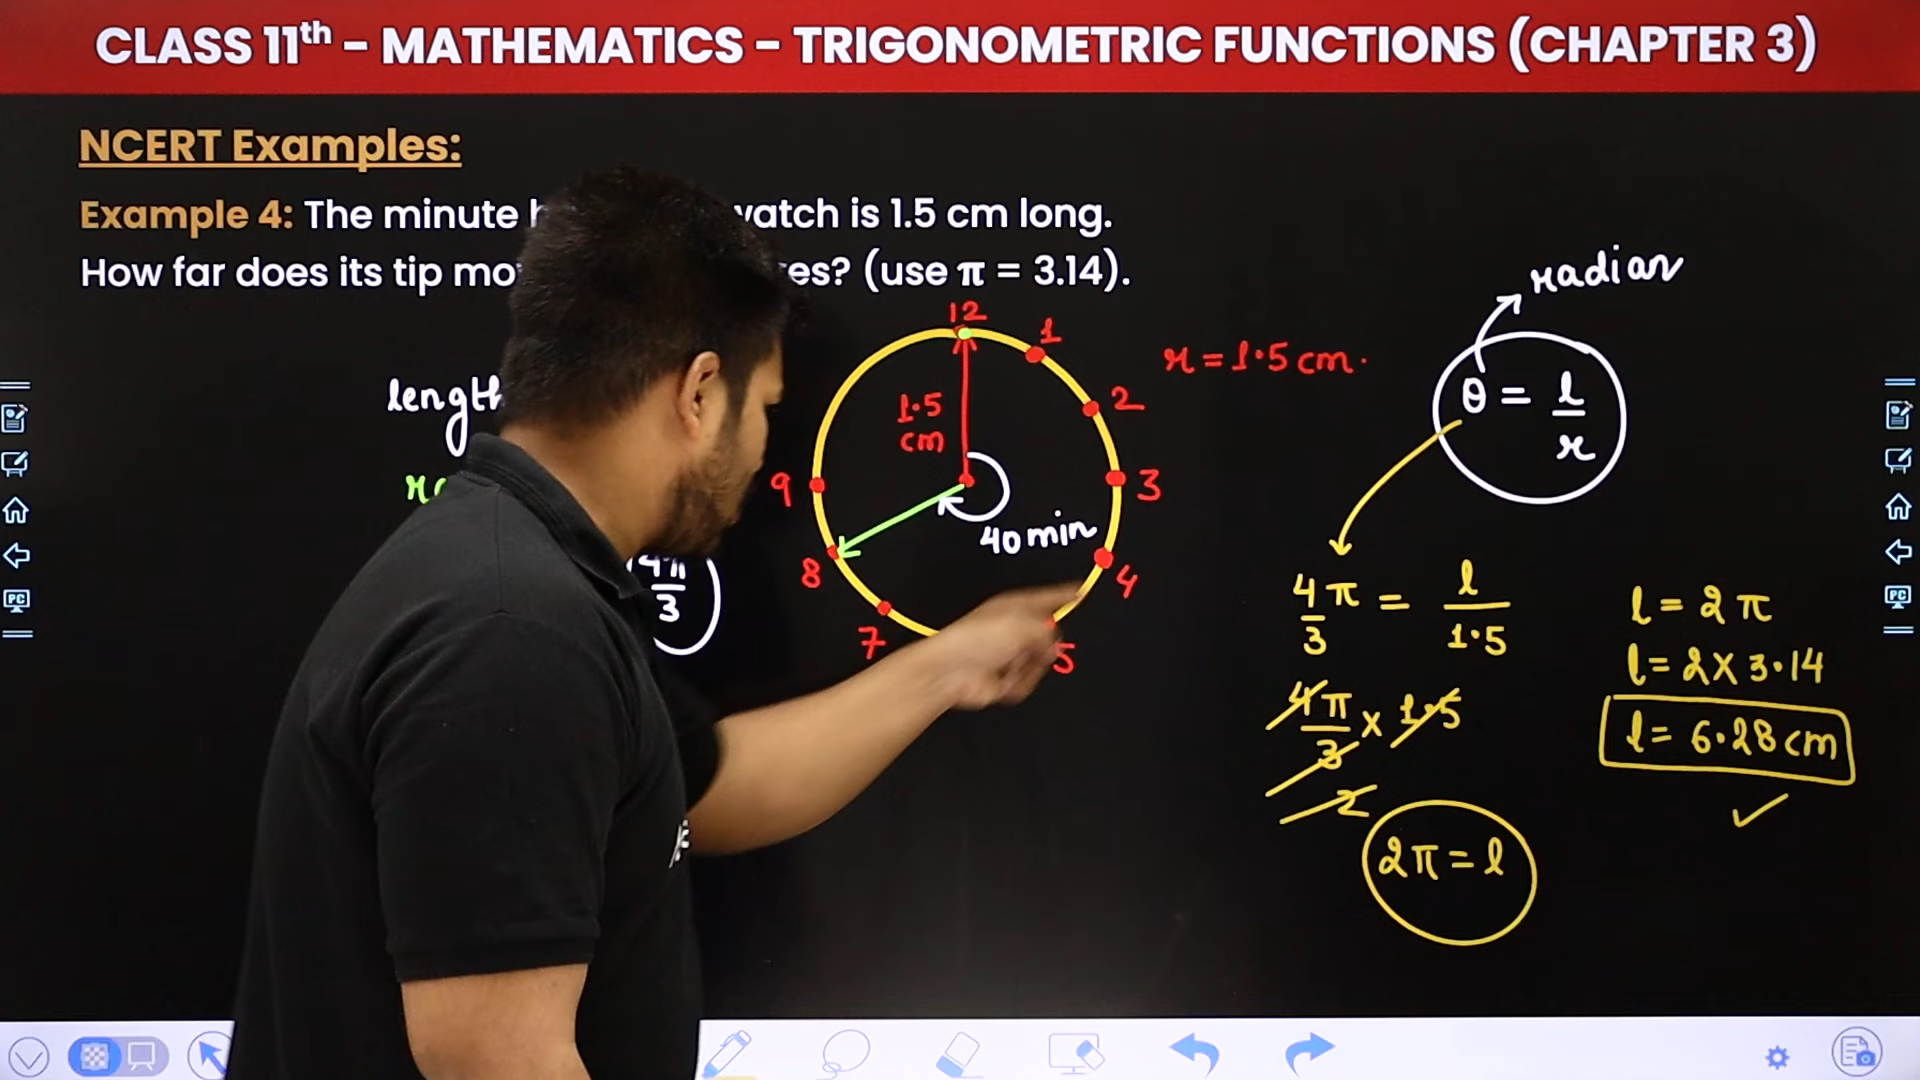 CLASS 11th - MATHEMATICS - TRIGONOMETRIC FUNCTIONS (CHAPTER 3)
NCERT Examples:
Example 4: The minute watch is 1.5 cm long.
How far does its tip (use π = 3.14).
radian
12
1
2
3
4
5
7
8
9
1.5
cm
40 min
r = 1.5 cm.
θ = l/r
length
4π/3
4/3 π = l/1.5
4π/3 × 1.5
2
2π = l
l = 2π
l = 2 × 3.14
l = 6.28 cm
PC
PC